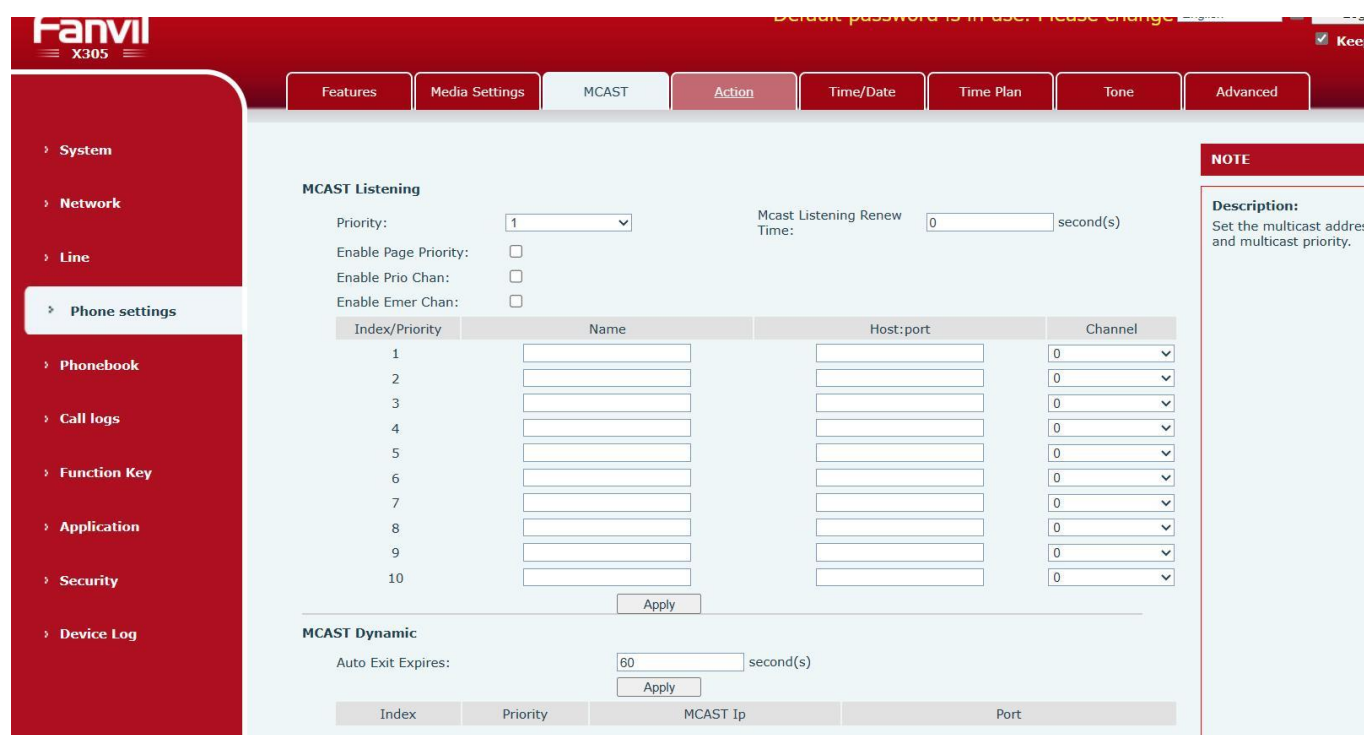 Default password is in use. Please change English
Fanvil
X305
Kee
Features Media Settings MCAST Action Time/Date Time Plan Tone Advanced
System
Network
Line
Phone settings
Phonebook
Call logs
Function Key
Application
Security
Device Log
MCAST Listening
Priority: 1 Mcast Listening Renew Time: 0 second(s)
Enable Page Priority:
Enable Prio Chan:
Enable Emer Chan:
Index/Priority Name Host:port Channel
1 0
2 0
3 0
4 0
5 0
6 0
7 0
8 0
9 0
10 0
Apply
MCAST Dynamic
Auto Exit Expires: 60 second(s)
Apply
Index Priority MCAST Ip Port
NOTE
Description:
Set the multicast addres
and multicast priority.